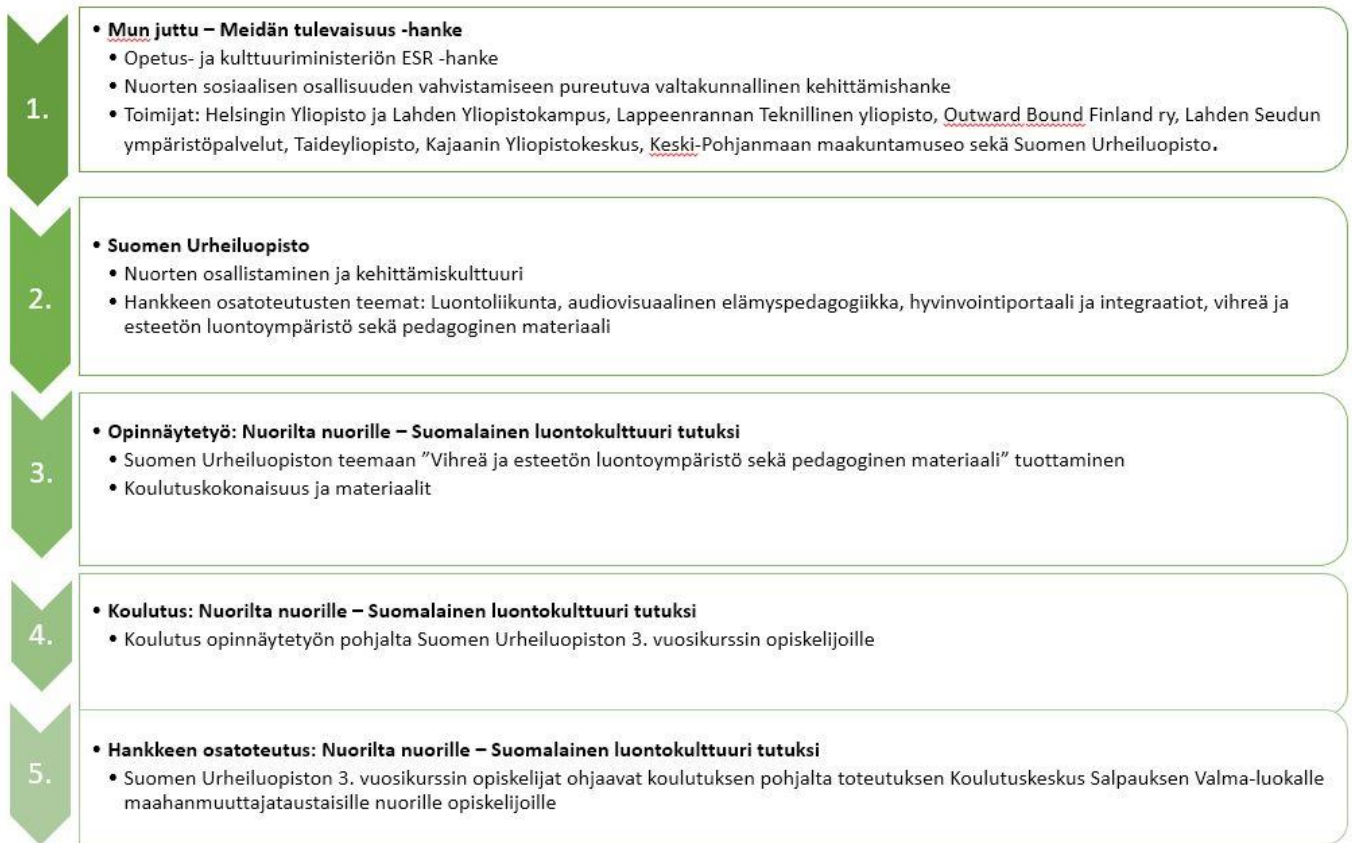 1.
• Mun juttu – Meidän tulevaisuus -hanke
• Opetus- ja kulttuuriministeriön ESR -hanke
• Nuorten sosiaalisen osallisuuden vahvistamiseen pureutuva valtakunnallinen kehittämishanke
• Toimijat: Helsingin Yliopisto ja Lahden Yliopistokampus, Lappeenrannan Teknillinen yliopisto, Outward Bound Finland ry, Lahden Seudun
ympäristöpalvelut, Taideyliopisto, Kajaanin Yliopistokeskus, Keski-Pohjanmaan maakuntamuseo sekä Suomen Urheiluopisto.
2.
• Suomen Urheiluopisto
• Nuorten osallistaminen ja kehittämiskulttuuri
• Hankkeen osatoteutusten teemat: Luontoliikunta, audiovisuaalinen elämyspedagogiikka, hyvinvointiportaali ja integraatiot, vihreä ja
esteetön luontoympäristö sekä pedagoginen materiaali
3.
• Opinnäytetyö: Nuorilta nuorille – Suomalainen luontokulttuuri tutuksi
• Suomen Urheiluopiston teemaan ”Vihreä ja esteetön luontoympäristö sekä pedagoginen materiaali” tuottaminen
• Koulutuskokonaisuus ja materiaalit
4.
• Koulutus: Nuorilta nuorille – Suomalainen luontokulttuuri tutuksi
• Koulutus opinnäytetyön pohjalta Suomen Urheiluopiston 3. vuosikurssin opiskelijoille
5.
• Hankkeen osatoteutus: Nuorilta nuorille – Suomalainen luontokulttuuri tutuksi
• Suomen Urheiluopiston 3. vuosikurssin opiskelijat ohjaavat koulutuksen pohjalta toteutuksen Koulutuskeskus Salpauksen Valma-luokalle
maahanmuuttajataustaisille nuorille opiskelijoille